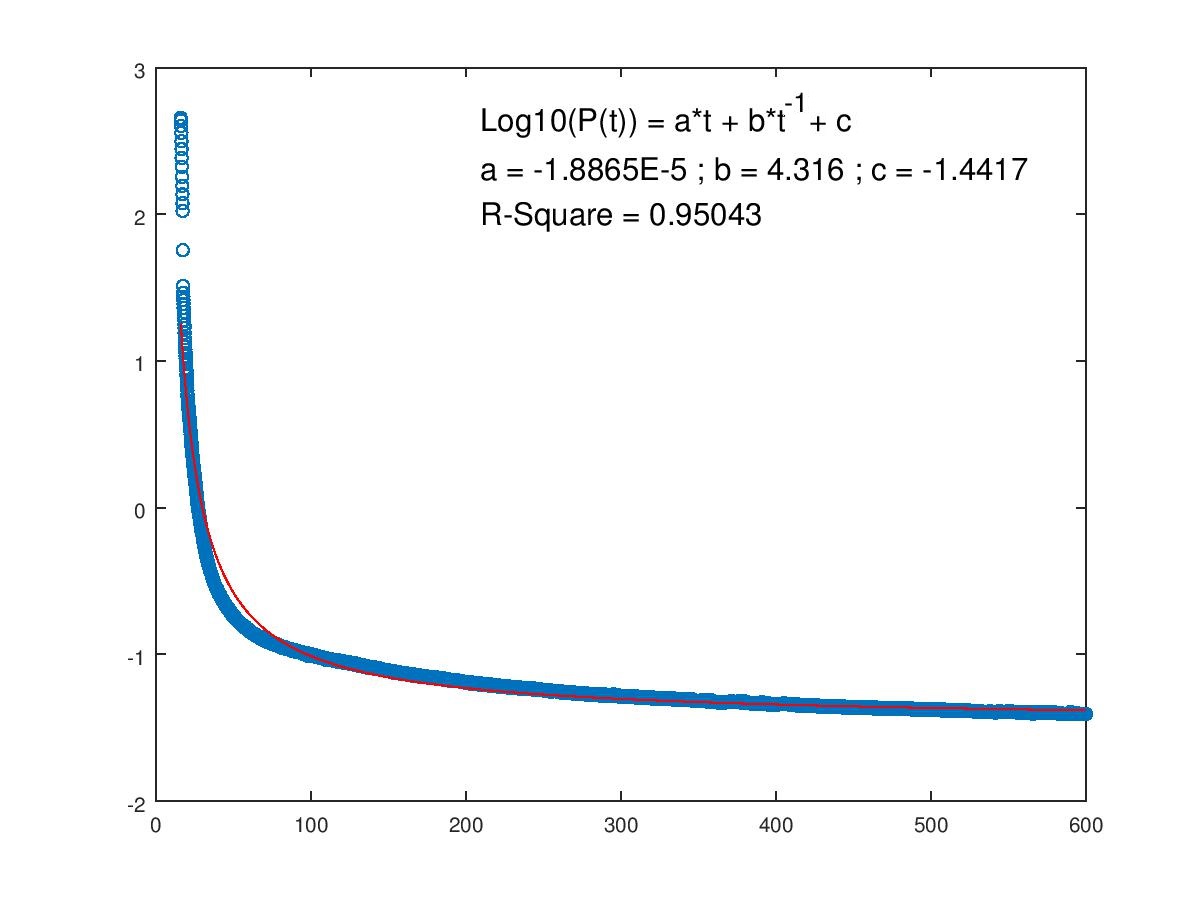 3
Log10(P(t)) = a*t + b*t^-1 + c
a = -1.8865E-5 ; b = 4.316 ; c = -1.4417
R-Square = 0.95043
2
1
0
-1
-2
0 100 200 300 400 500 600